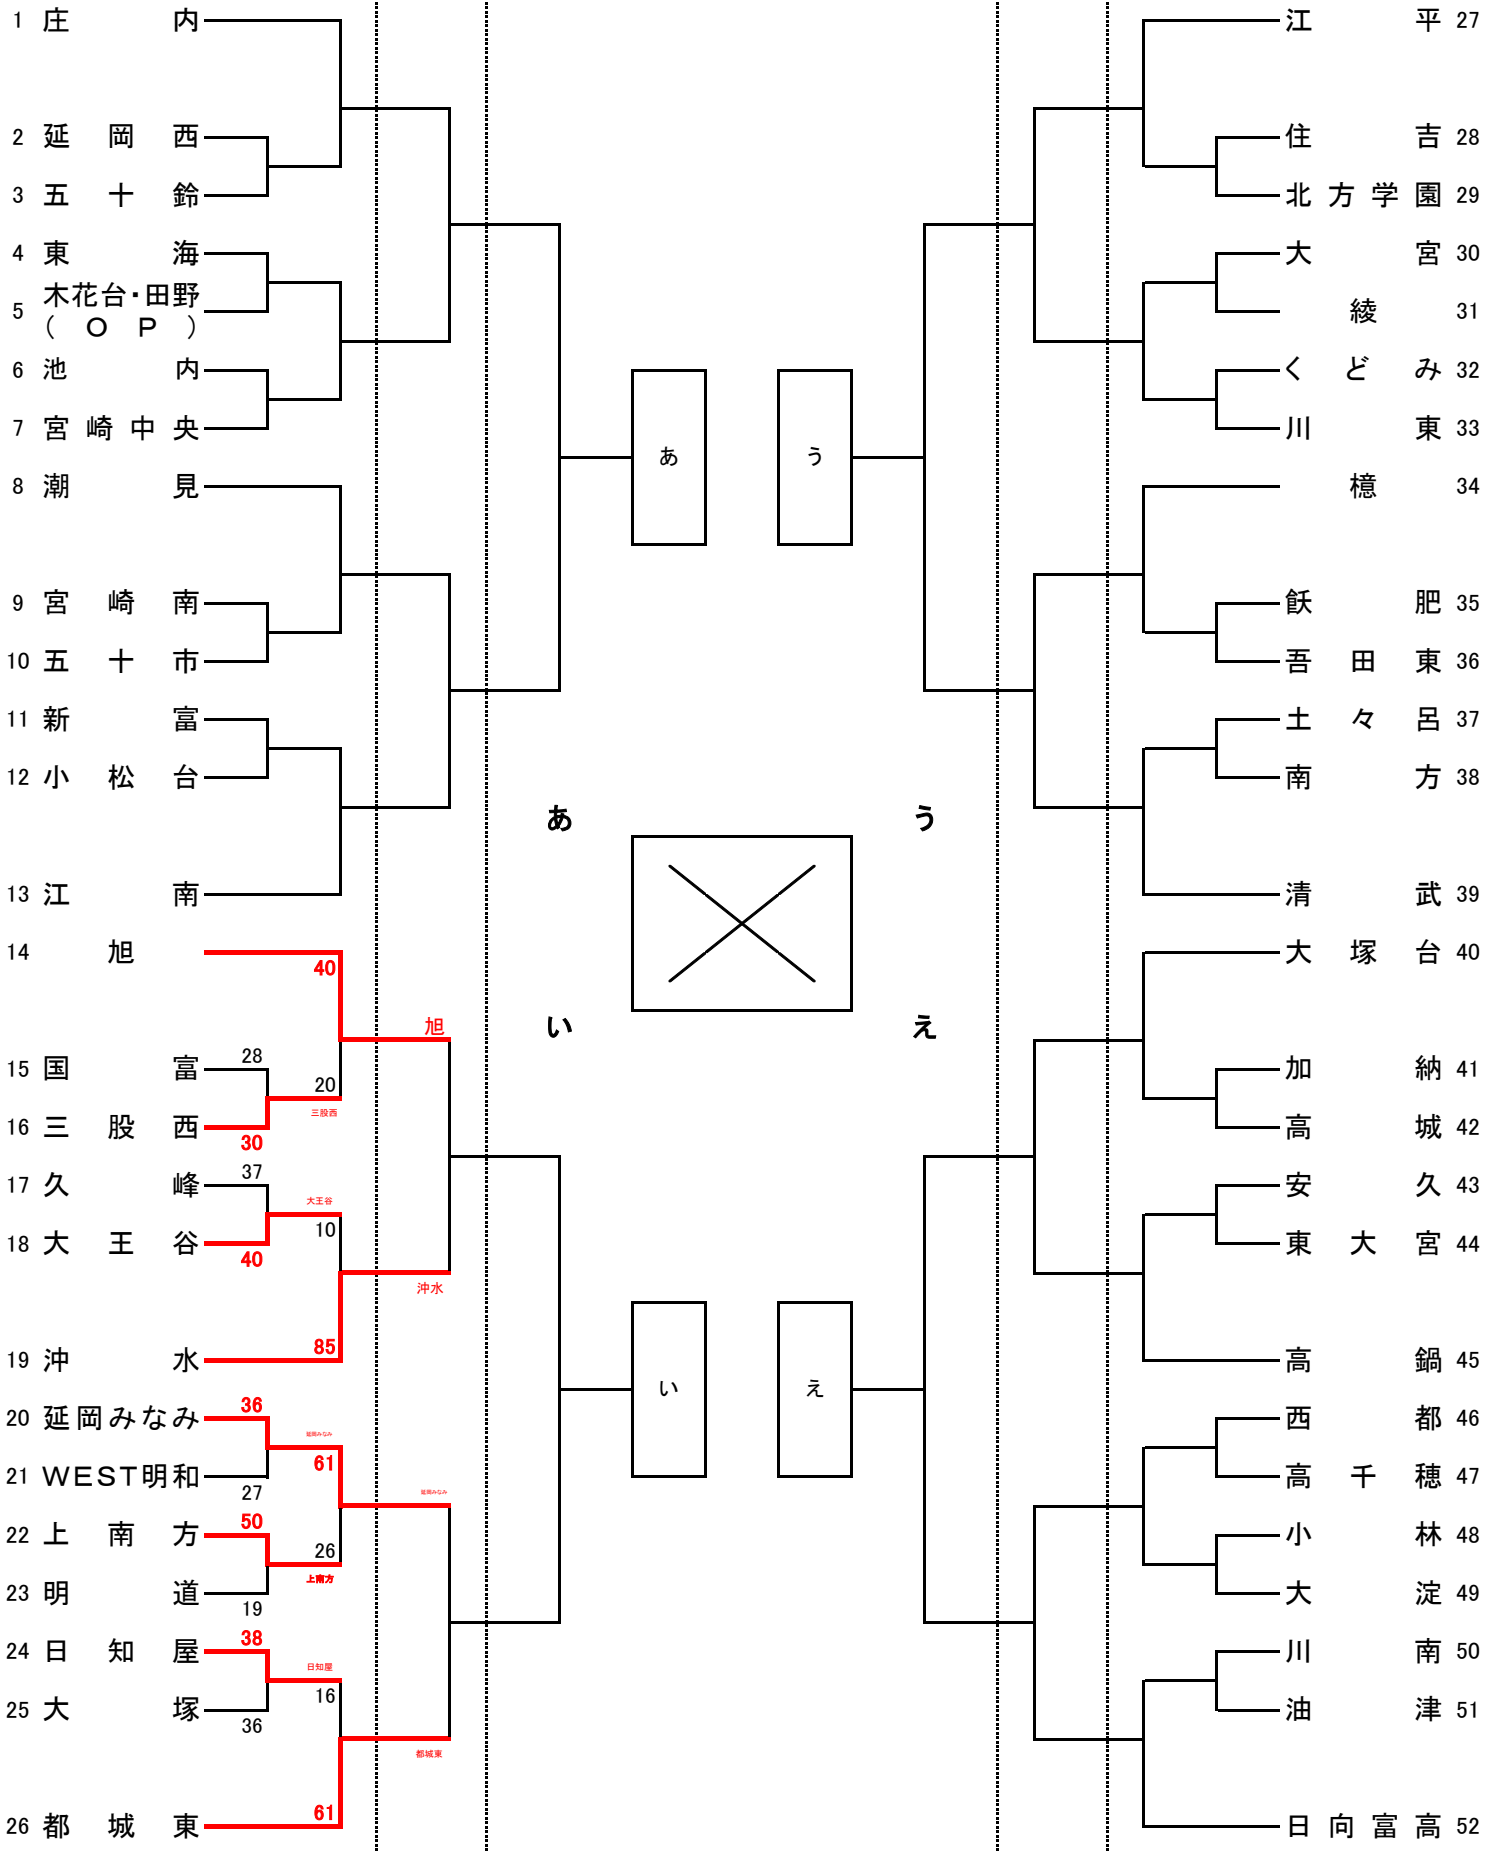 1 庄内
2 延岡西
3 五十鈴
4 東海
5 木花台・田野
（OP）
6 池内
7 宮崎中央
8 潮見
9 宮崎南
10 五十市
11 新富
12 小松台
13 江南
14 旭
40
旭
15 国富
28
20
三股西
16 三股西
30
17 久峰
37
大王谷
10
18 大王谷
40
沖水
19 沖水
85
20 延岡みなみ
36
延岡みなみ
61
21 WEST明和
27
延岡みなみ
22 上南方
50
26
上南方
23 明道
19
24 日知屋
38
日知屋
16
25 大塚
36
都城東
26 都城東
61
あ
う
あ
う
い
え
い
え
江平 27
住吉 28
北方学園 29
大宮 30
綾 31
くどみ 32
川東 33
檍 34
飫肥 35
吾田東 36
土々呂 37
南方 38
清武 39
大塚台 40
加納 41
高城 42
安久 43
東大宮 44
高鍋 45
西都 46
高千穂 47
小林 48
大淀 49
川南 50
油津 51
日向富高 52